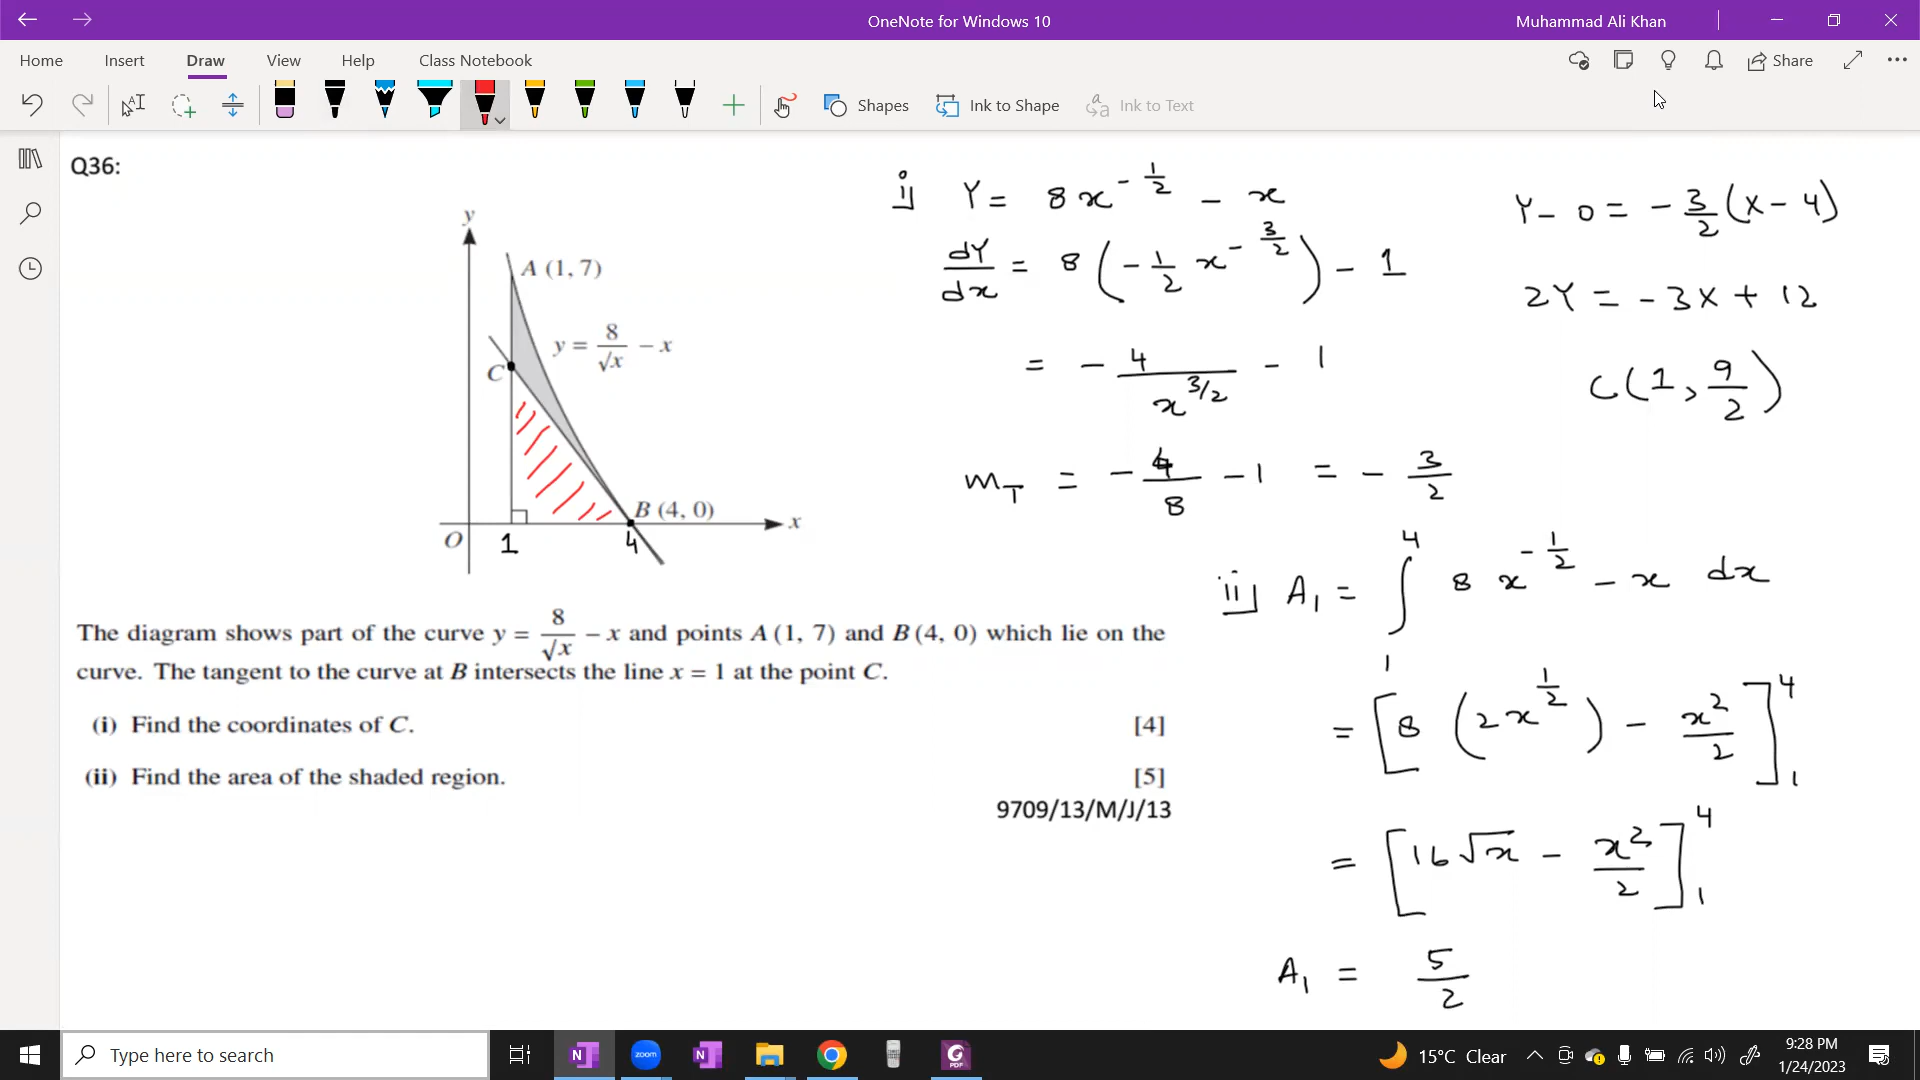 OneNote for Windows 10
Muhammad Ali Khan
Home Insert Draw View Help Class Notebook
Share
Shapes Ink to Shape Ink to Text
Q36:
y
A (1, 7)
y = 8/√x − x
C
B (4, 0)
x
O 1 4
The diagram shows part of the curve y = 8/√x − x and points A (1, 7) and B (4, 0) which lie on the
curve. The tangent to the curve at B intersects the line x = 1 at the point C.
(i) Find the coordinates of C. [4]
(ii) Find the area of the shaded region. [5]
9709/13/M/J/13
i) Y = 8x^(-1/2) - x
dY/dx = 8(-1/2 x^(-3/2)) - 1
= - 4/x^(3/2) - 1
m_T = -4/8 - 1 = - 3/2
Y - 0 = - 3/2 (X - 4)
2Y = - 3X + 12
C(1, 9/2)
ii) A₁ = ∫₁⁴ 8x^(-1/2) - x dx
= [8 (2x^(1/2)) - x²/2]₁⁴
= [16√x - x²/2]₁⁴
A₁ = 5/2
Type here to search
zoom
PDF
15°C Clear
9:28 PM
1/24/2023